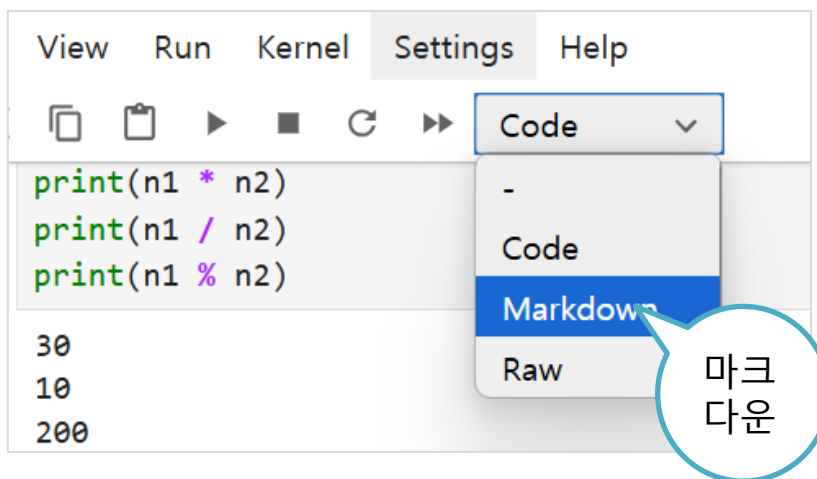 View Run Kernel Settings Help
Code
print(n1 * n2)
print(n1 / n2)
print(n1 % n2)
-
Code
Markdown
Raw
30
10
200
마크
다운